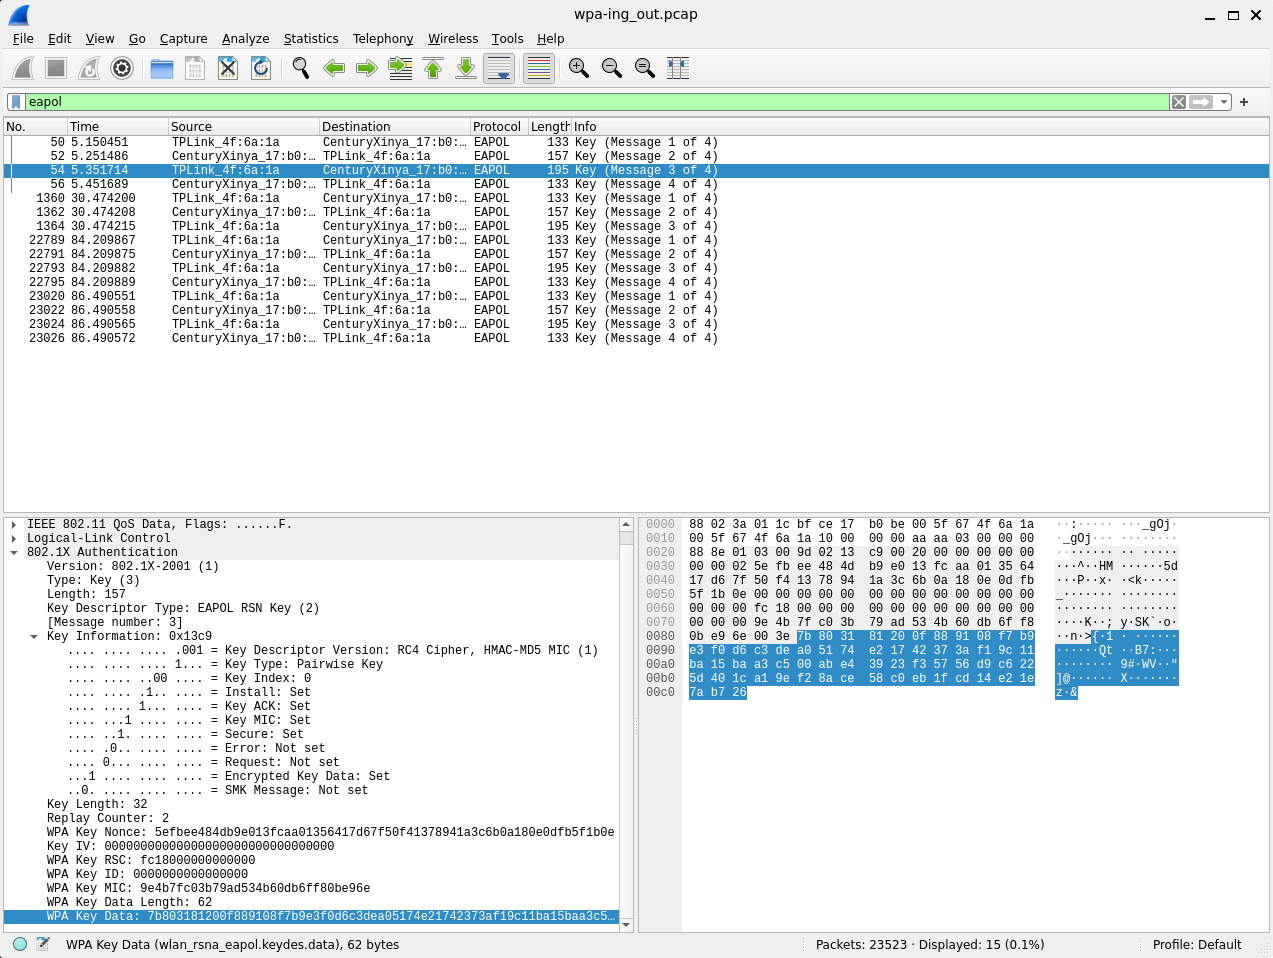 wpa-ing_out.pcap
File Edit View Go Capture Analyze Statistics Telephony Wireless Tools Help
eapol
No. Time Source Destination Protocol Length Info
50 5.150451 TPLink_4f:6a:1a CenturyXinya_17:b0:… EAPOL 133 Key (Message 1 of 4)
52 5.251486 CenturyXinya_17:b0:… TPLink_4f:6a:1a EAPOL 157 Key (Message 2 of 4)
54 5.351714 TPLink_4f:6a:1a CenturyXinya_17:b0:… EAPOL 195 Key (Message 3 of 4)
56 5.451689 CenturyXinya_17:b0:… TPLink_4f:6a:1a EAPOL 133 Key (Message 4 of 4)
1360 30.474200 TPLink_4f:6a:1a CenturyXinya_17:b0:… EAPOL 133 Key (Message 1 of 4)
1362 30.474208 CenturyXinya_17:b0:… TPLink_4f:6a:1a EAPOL 157 Key (Message 2 of 4)
1364 30.474215 TPLink_4f:6a:1a CenturyXinya_17:b0:… EAPOL 195 Key (Message 3 of 4)
22789 84.209867 TPLink_4f:6a:1a CenturyXinya_17:b0:… EAPOL 133 Key (Message 1 of 4)
22791 84.209875 CenturyXinya_17:b0:… TPLink_4f:6a:1a EAPOL 157 Key (Message 2 of 4)
22793 84.209882 TPLink_4f:6a:1a CenturyXinya_17:b0:… EAPOL 195 Key (Message 3 of 4)
22795 84.209889 CenturyXinya_17:b0:… TPLink_4f:6a:1a EAPOL 133 Key (Message 4 of 4)
23020 86.490551 TPLink_4f:6a:1a CenturyXinya_17:b0:… EAPOL 133 Key (Message 1 of 4)
23022 86.490558 CenturyXinya_17:b0:… TPLink_4f:6a:1a EAPOL 157 Key (Message 2 of 4)
23024 86.490565 TPLink_4f:6a:1a CenturyXinya_17:b0:… EAPOL 195 Key (Message 3 of 4)
23026 86.490572 CenturyXinya_17:b0:… TPLink_4f:6a:1a EAPOL 133 Key (Message 4 of 4)
IEEE 802.11 QoS Data, Flags: ......F.
Logical-Link Control
802.1X Authentication
Version: 802.1X-2001 (1)
Type: Key (3)
Length: 157
Key Descriptor Type: EAPOL RSN Key (2)
[Message number: 3]
Key Information: 0x13c9
.... .... .... .001 = Key Descriptor Version: RC4 Cipher, HMAC-MD5 MIC (1)
.... .... .... 1... = Key Type: Pairwise Key
.... .... ..00 .... = Key Index: 0
.... .... .1.. .... = Install: Set
.... .... 1... .... = Key ACK: Set
.... ...1 .... .... = Key MIC: Set
.... ..1. .... .... = Secure: Set
.... .0.. .... .... = Error: Not set
.... 0... .... .... = Request: Not set
...1 .... .... .... = Encrypted Key Data: Set
..0. .... .... .... = SMK Message: Not set
Key Length: 32
Replay Counter: 2
WPA Key Nonce: 5efbee484db9e013fcaa01356417d67f50f41378941a3c6b0a180e0dfb5f1b0e
Key IV: 00000000000000000000000000000000
WPA Key RSC: fc18000000000000
WPA Key ID: 0000000000000000
WPA Key MIC: 9e4b7fc03b79ad534b60db6ff80be96e
WPA Key Data Length: 62
WPA Key Data: 7b803181200f889108f7b9e3f0d6c3dea05174e21742373af19c11ba15baa3c5…
0000 88 02 3a 01 1c bf ce 17 b0 be 00 5f 67 4f 6a 1a ··:····· ···_gOj·
0010 00 5f 67 4f 6a 1a 10 00 00 00 aa aa 03 00 00 00 ·_gOj··· ········
0020 88 8e 01 03 00 9d 02 13 c9 00 20 00 00 00 00 00 ········ ·· ·····
0030 00 00 02 5e fb ee 48 4d b9 e0 13 fc aa 01 35 64 ···^··HM ······5d
0040 17 d6 7f 50 f4 13 78 94 1a 3c 6b 0a 18 0e 0d fb ···P··x· ·<k·····
0050 5f 1b 0e 00 00 00 00 00 00 00 00 00 00 00 00 00 _······· ········
0060 00 00 00 fc 18 00 00 00 00 00 00 00 00 00 00 00 ········ ········
0070 00 00 00 9e 4b 7f c0 3b 79 ad 53 4b 60 db 6f f8 ····K··; y·SK`·o·
0080 0b e9 6e 00 3e 7b 80 31 81 20 0f 88 91 08 f7 b9 ··n·>{·1 · ······
0090 e3 f0 d6 c3 de a0 51 74 e2 17 42 37 3a f1 9c 11 ······Qt ··B7:···
00a0 ba 15 ba a3 c5 00 ab e4 39 23 f3 57 56 d9 c6 22 ········ 9#·WV··"
00b0 5d 40 1c a1 9e f2 8a ce 58 c0 eb 1f cd 14 e2 1e ]@······ X·······
00c0 7a b7 26 z·&
WPA Key Data (wlan_rsna_eapol.keydes.data), 62 bytes
Packets: 23523 · Displayed: 15 (0.1%)
Profile: Default